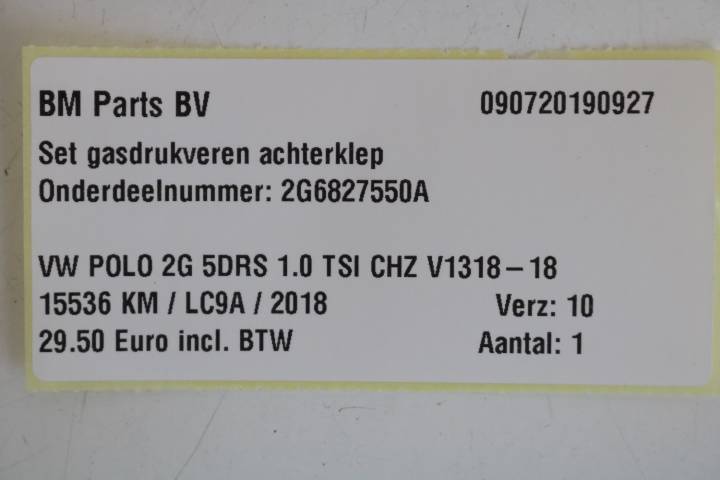 BM Parts BV 090720190927
Set gasdrukveren achterklep
Onderdeelnummer: 2G6827550A
VW POLO 2G 5DRS 1.0 TSI CHZ V1318-18
15536 KM / LC9A / 2018 Verz: 10
29.50 Euro incl. BTW Aantal: 1